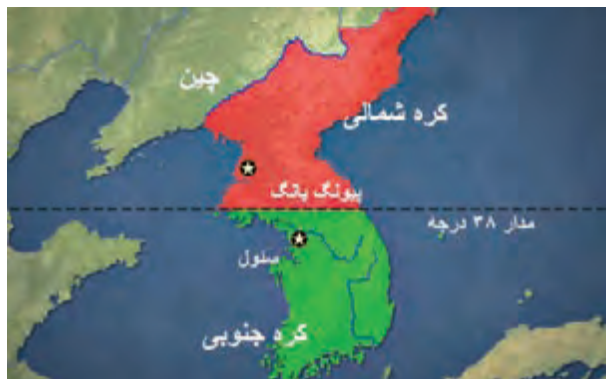 چین
کره شمالی
پیونگ یانگ
مدار ۳۸ درجه
سئول
کره جنوبی